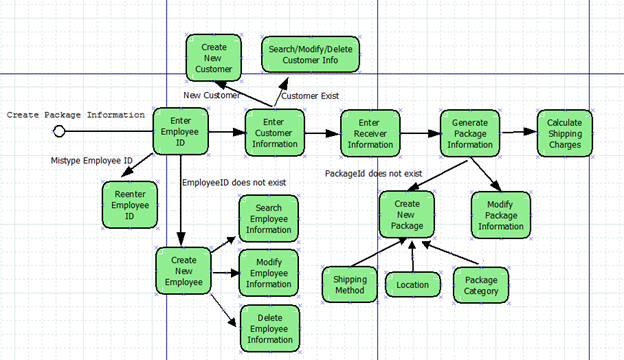 Create
New
Customer
Search/Modify/Delete
Customer Info
New Customer
Customer Exist
Create Package Information
Enter
Employee
ID
Enter
Customer
Information
Enter
Receiver
Information
Generate
Package
Information
Calculate
Shipping
Charges
Mistype Employee ID
EmployeeID does not exist
PackageId does not exist
Reenter
Employee
ID
Search
Employee
Information
Create
New
Package
Modify
Package
Information
Create
New
Employee
Modify
Employee
Information
Shipping
Method
Location
Package
Category
Delete
Employee
Information